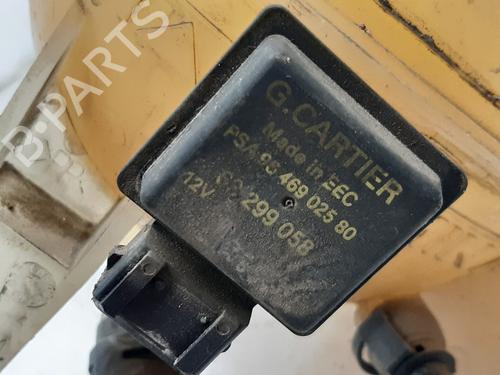 G.CARTIER
Made in EEC
PSA 96 469 025 80
299 058
12V
B-PARTS